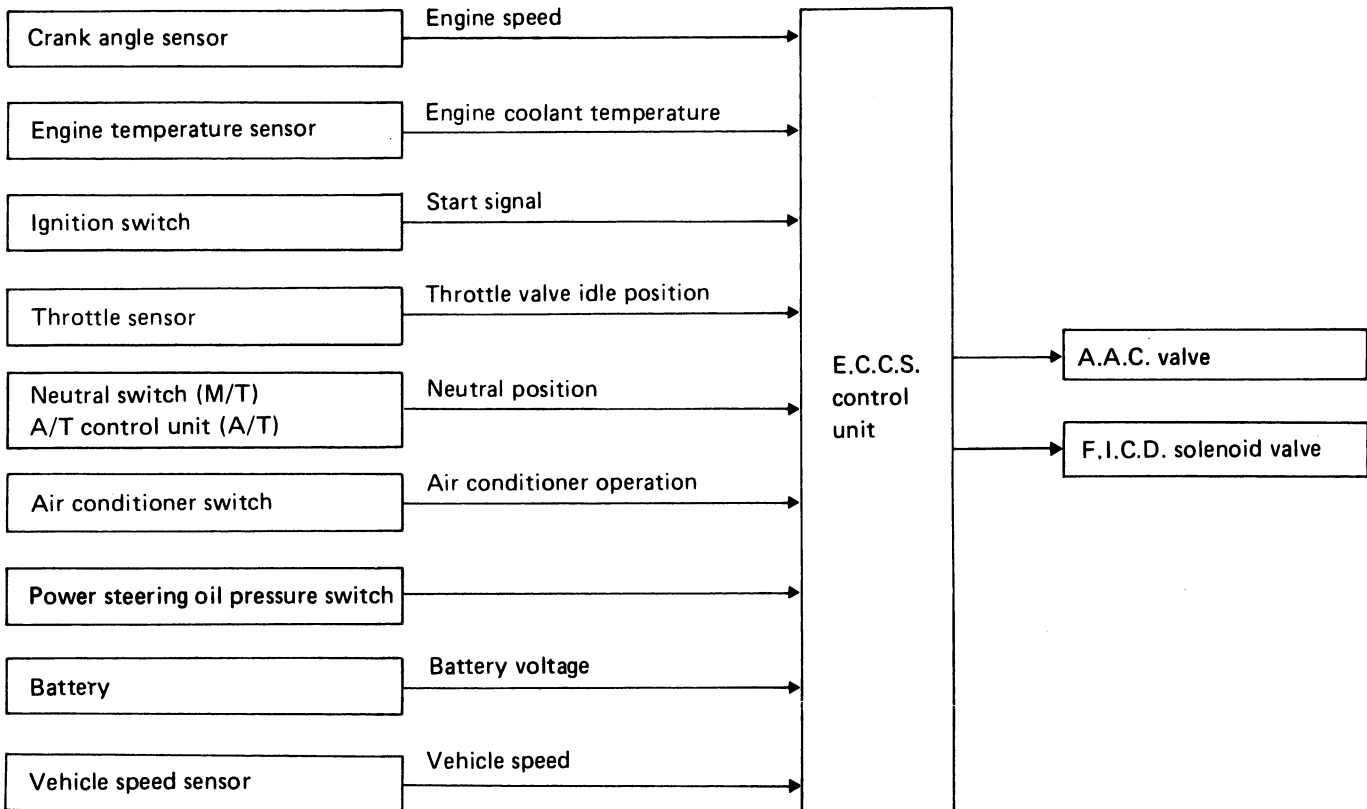 Crank angle sensor
Engine speed
Engine temperature sensor
Engine coolant temperature
Ignition switch
Start signal
Throttle sensor
Throttle valve idle position
Neutral switch (M/T)
A/T control unit (A/T)
Neutral position
Air conditioner switch
Air conditioner operation
Power steering oil pressure switch
Battery
Battery voltage
Vehicle speed sensor
Vehicle speed
E.C.C.S.
control
unit
A.A.C. valve
F.I.C.D. solenoid valve